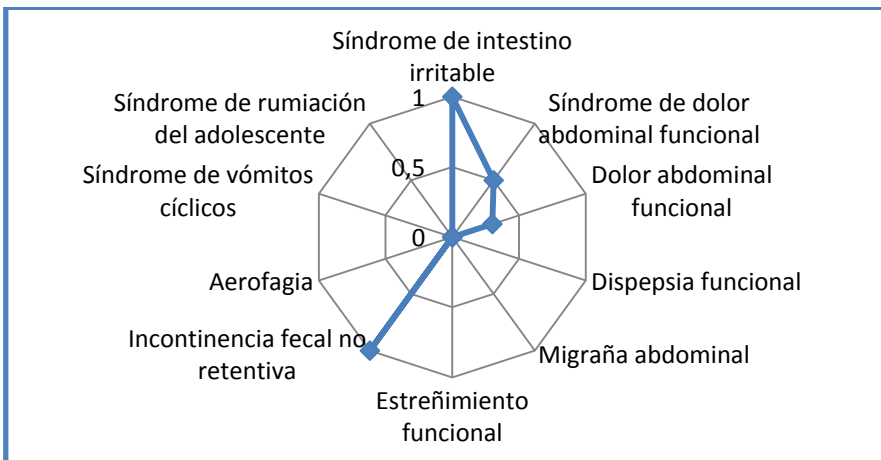 Síndrome de intestino
irritable
Síndrome de dolor
abdominal funcional
Dolor abdominal
funcional
Dispepsia funcional
Migraña abdominal
Estreñimiento
funcional
Incontinencia fecal no
retentiva
Aerofagia
Síndrome de vómitos
cíclicos
Síndrome de rumiación
del adolescente
1
0,5
0